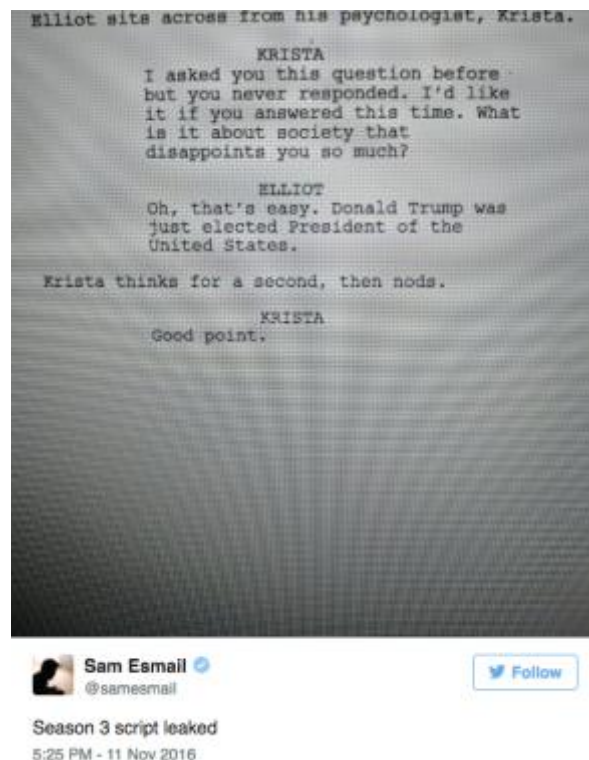 Elliot sits across from his psychologist, Krista.
KRISTA
I asked you this question before
but you never responded. I'd like
it if you answered this time. What
is it about society that
disappoints you so much?
ELLIOT
Oh, that's easy. Donald Trump was
just elected President of the
United States.
Krista thinks for a second, then nods.
KRISTA
Good point.
Sam Esmail
@samesmail
Follow
Season 3 script leaked
5:25 PM - 11 Nov 2016